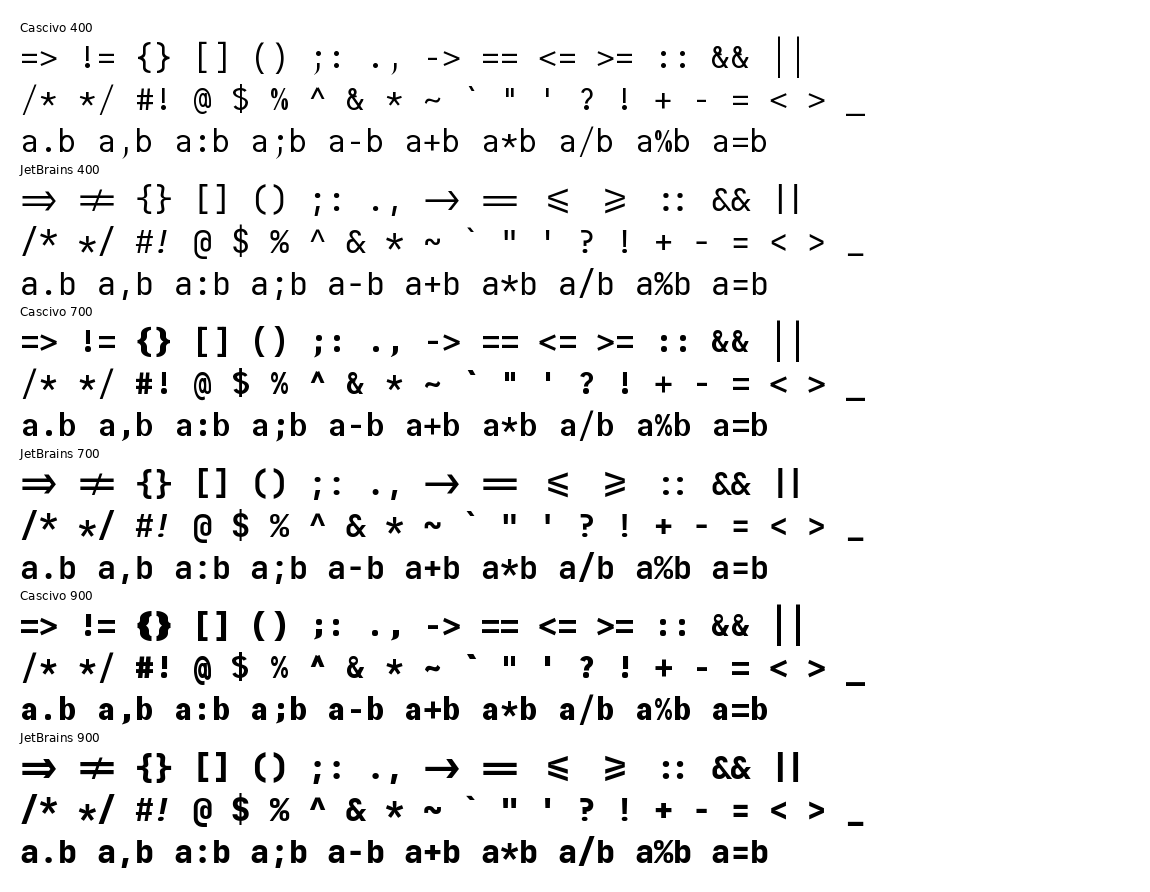 Cascivo 400
=> != {} [] () ;: ., -> == <= >= :: && ||
/* */ #! @ $ % ^ & * ~ ` " ' ? ! + - = < > _
a.b a,b a:b a;b a-b a+b a*b a/b a%b a=b
JetBrains 400
=> != {} [] () ;: ., -> == <= >= :: && ||
/* */ #! @ $ % ^ & * ~ ` " ' ? ! + - = < > _
a.b a,b a:b a;b a-b a+b a*b a/b a%b a=b
Cascivo 700
=> != {} [] () ;: ., -> == <= >= :: && ||
/* */ #! @ $ % ^ & * ~ ` " ' ? ! + - = < > _
a.b a,b a:b a;b a-b a+b a*b a/b a%b a=b
JetBrains 700
=> != {} [] () ;: ., -> == <= >= :: && ||
/* */ #! @ $ % ^ & * ~ ` " ' ? ! + - = < > _
a.b a,b a:b a;b a-b a+b a*b a/b a%b a=b
Cascivo 900
=> != {} [] () ;: ., -> == <= >= :: && ||
/* */ #! @ $ % ^ & * ~ ` " ' ? ! + - = < > _
a.b a,b a:b a;b a-b a+b a*b a/b a%b a=b
JetBrains 900
=> != {} [] () ;: ., -> == <= >= :: && ||
/* */ #! @ $ % ^ & * ~ ` " ' ? ! + - = < > _
a.b a,b a:b a;b a-b a+b a*b a/b a%b a=b